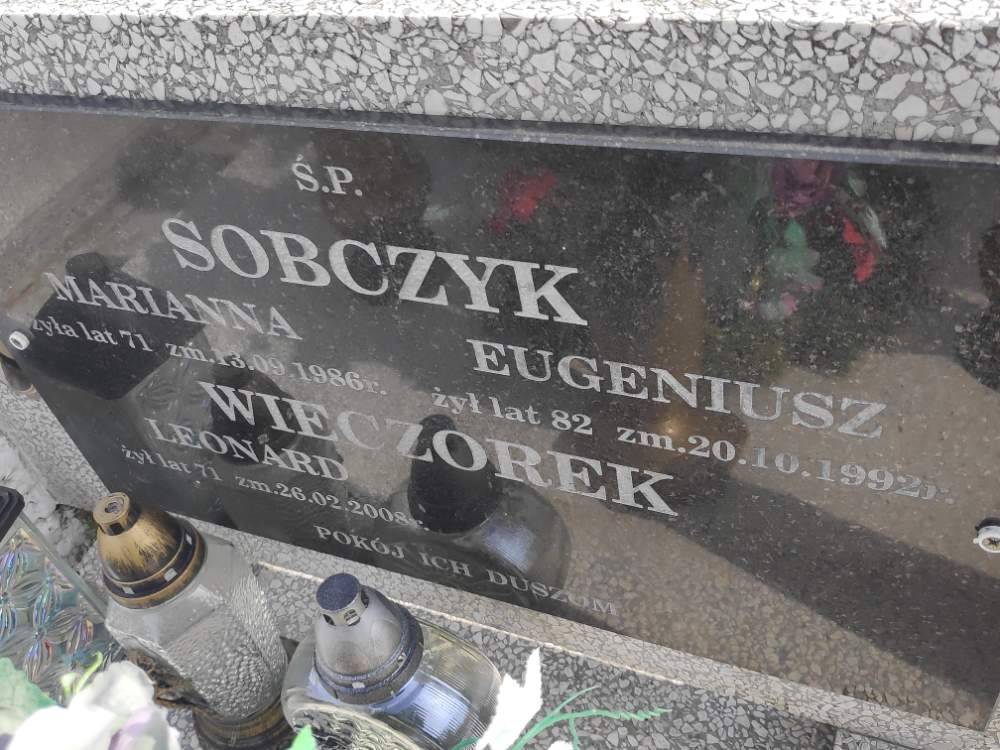 Ś.P.
SOBCZYK
MARIANNA
żyła lat 71 zm.13.09.1986r.
EUGENIUSZ
żył lat 82 zm.20.10.1992r.
WIECZOREK
LEONARD
żył lat 71 zm.26.02.2008r.
POKÓJ ICH DUSZOM